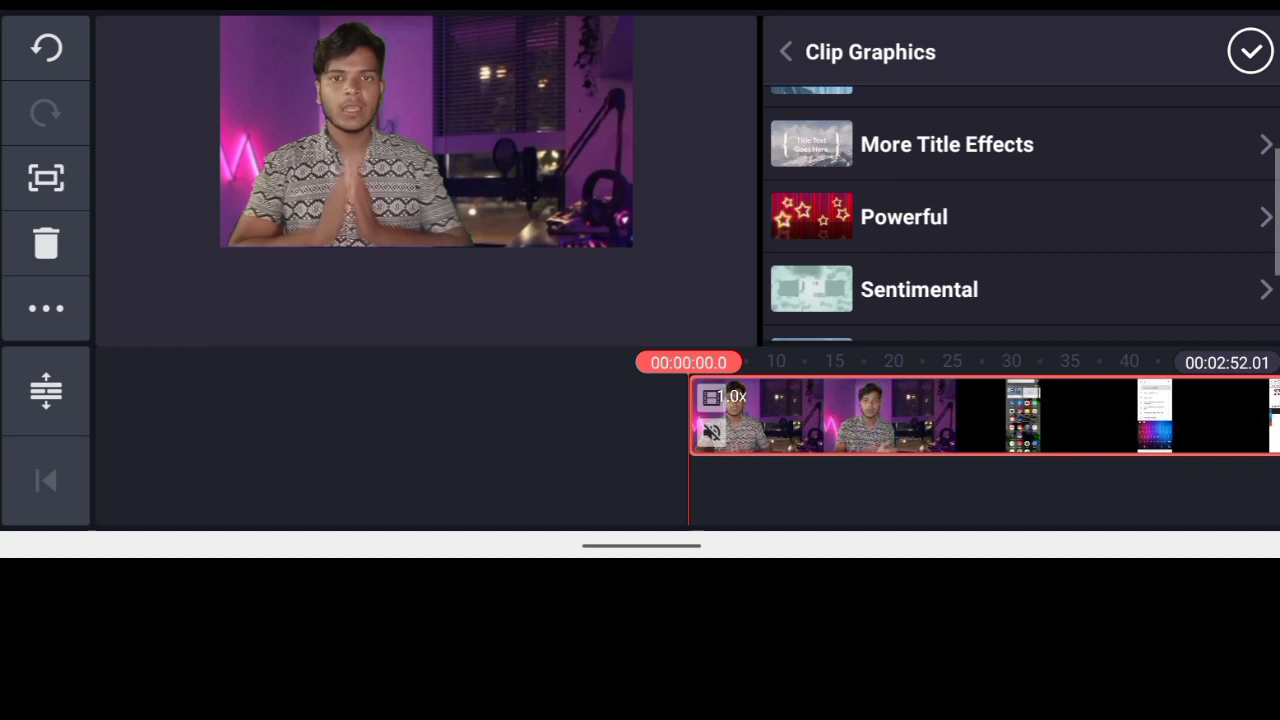 Clip Graphics
Title Text
Goes Here
More Title Effects
Powerful
Sentimental
00:00:00.0
10
15
20
25
30
35
40
00:02:52.01
1.0x